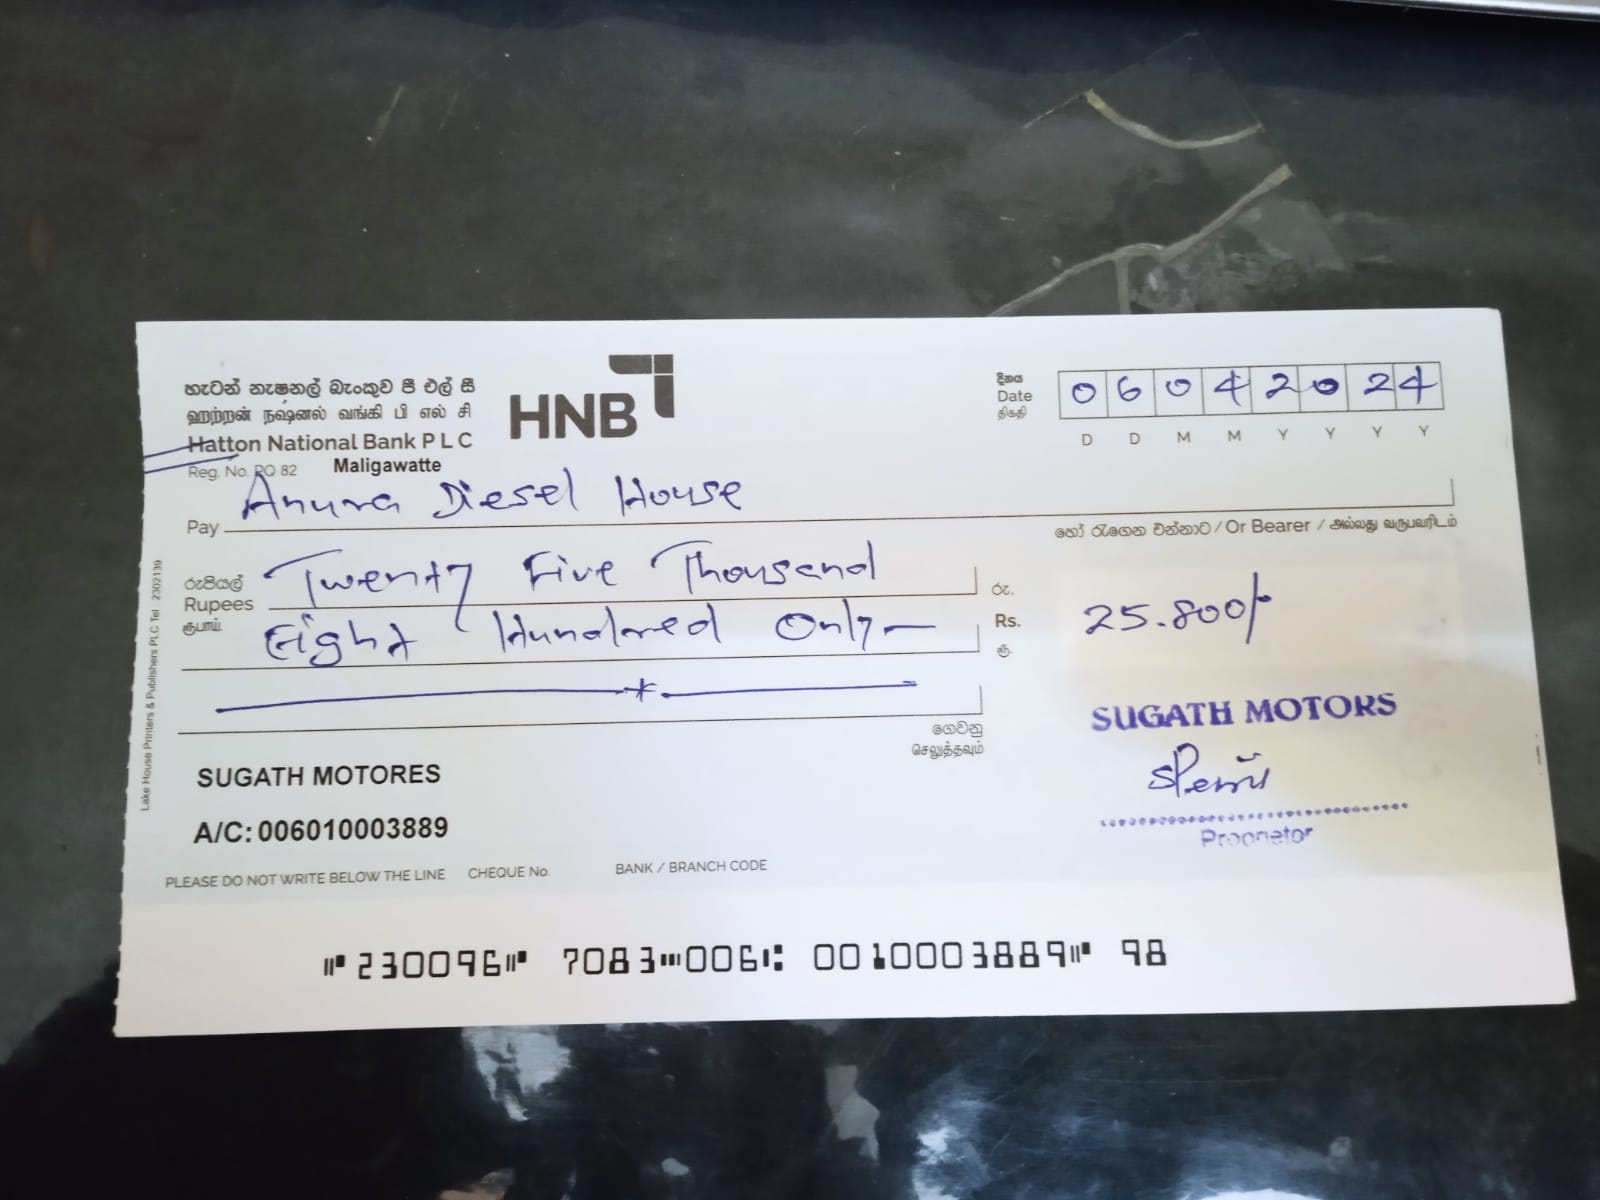 හැටන් නැෂනල් බැංකුව පී එල් සී
ஹற்றன் நஷனல் வங்கி பி எல் சி
Hatton National Bank P L C
Reg. No. PQ 82 Maligawatte
HNB
දිනය
Date 06042024
திகதி
D D M M Y Y Y Y
Pay Anura Diesel House
හෝ රැගෙන එන්නාට / Or Bearer / அல்லது வருபவரிடம்
රුපියල් Twenty Five Thousand
Rupees
ரூபாய் Eight Hundred Only
රු.
Rs. 25.800/-
ரூ.
ගෙවනු
செலுத்தவும்
SUGATH MOTORS
Proprietor
SUGATH MOTORES
A/C: 006010003889
PLEASE DO NOT WRITE BELOW THE LINE CHEQUE No. BANK / BRANCH CODE
230096 7083 006 0010003889 98
Lake House Printers & Publishers PLC Tel 2302139